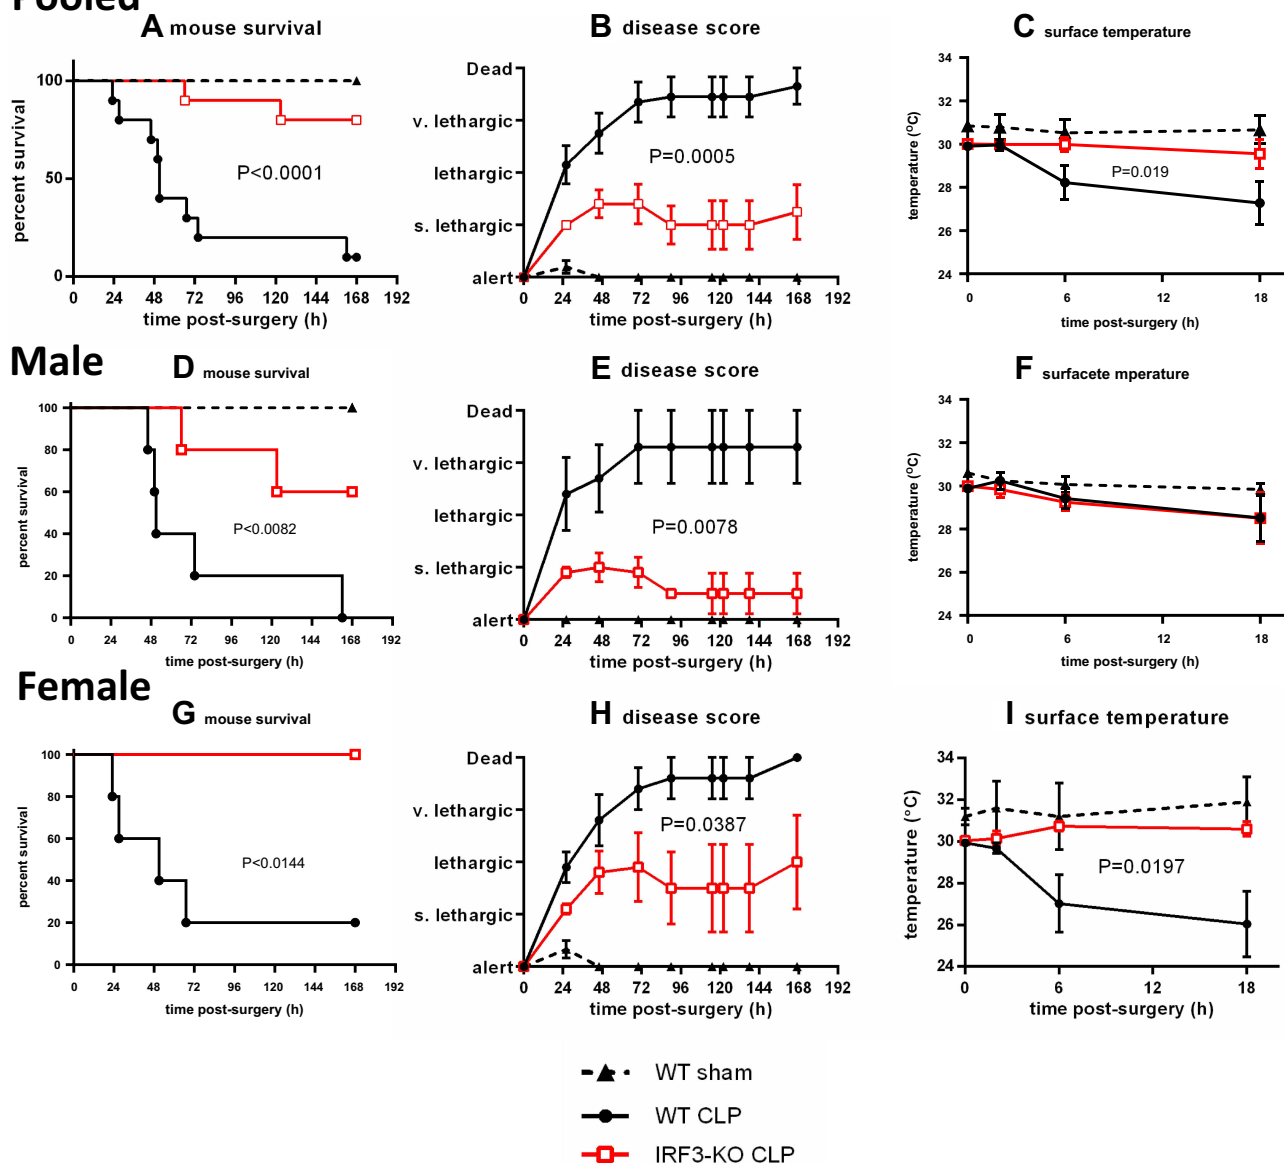 Pooled
A mouse survival
percent survival
100
50
0
0 24 48 72 96 120 144 168 192
time post-surgery (h)
P<0.0001
B disease score
Dead
v. lethargic
lethargic
s. lethargic
alert
0 24 48 72 96 120 144 168 192
time post-surgery (h)
P=0.0005
C surface temperature
temperature (°C)
34
32
30
28
26
24
0 6 12 18
time post-surgery (h)
P=0.019
Male
D mouse survival
percent survival
100
80
60
40
20
0
0 24 48 72 96 120 144 168 192
time post-surgery (h)
P<0.0082
E disease score
Dead
v. lethargic
lethargic
s. lethargic
alert
0 24 48 72 96 120 144 168 192
time post-surgery (h)
P=0.0078
F surfacete mperature
temperature (°C)
34
32
30
28
26
24
0 6 12 18
time post-surgery (h)
Female
G mouse survival
percent survival
100
80
60
40
20
0
0 24 48 72 96 120 144 168 192
time post-surgery (h)
P<0.0144
H disease score
Dead
v. lethargic
lethargic
s. lethargic
alert
0 24 48 72 96 120 144 168 192
time post-surgery (h)
P=0.0387
I surface temperature
temperature (°C)
34
32
30
28
26
24
0 6 12 18
time post-surgery (h)
P=0.0197
WT sham
WT CLP
IRF3-KO CLP